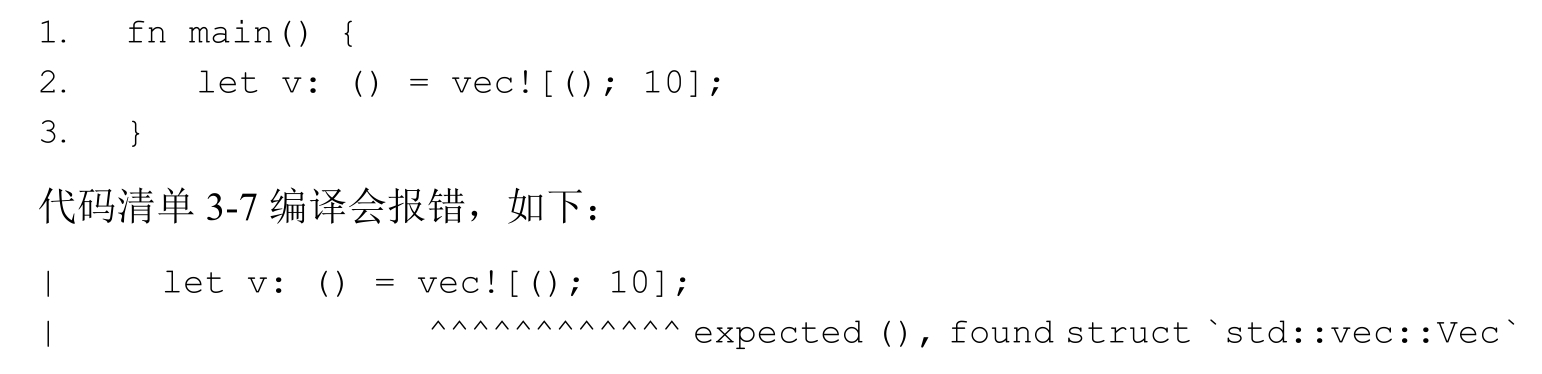 1. fn main() {
2.     let v: () = vec![(); 10];
3. }
代码清单 3-7 编译会报错，如下：
|     let v: () = vec![(); 10];
|                 ^^^^^^^^^^^^ expected (), found struct `std::vec::Vec`